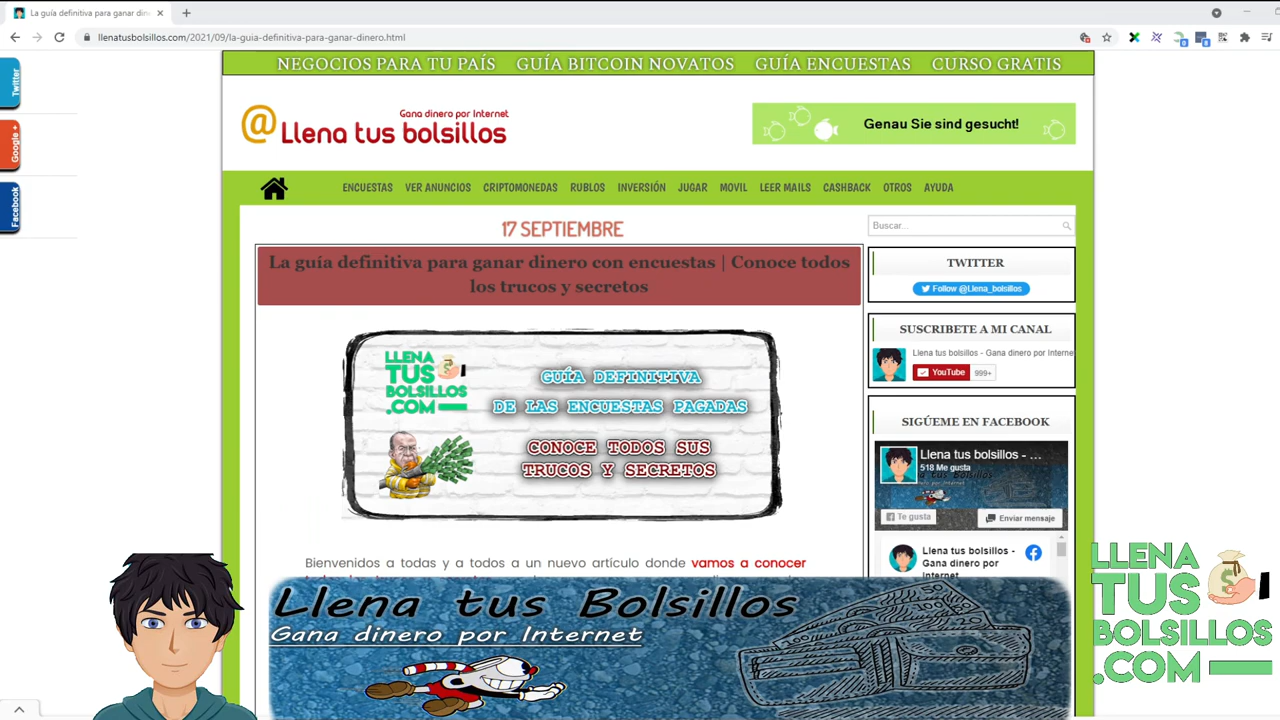 La guía definitiva para ganar din
llenatusbolsillos.com/2021/09/la-guia-definitiva-para-ganar-dinero.html
Twitter
Google +
Facebook
NEGOCIOS PARA TU PAÍS GUÍA BITCOIN NOVATOS GUÍA ENCUESTAS CURSO GRATIS
Gana dinero por Internet
@Llena tus bolsillos
Genau Sie sind gesucht!
ENCUESTAS VER ANUNCIOS CRIPTOMONEDAS RUBLOS INVERSIÓN JUGAR MOVIL LEER MAILS CASHBACK OTROS AYUDA
17 SEPTIEMBRE
La guía definitiva para ganar dinero con encuestas | Conoce todos
los trucos y secretos
LLENA
TUS
BOLSILLOS
.COM
GUÍA DEFINITIVA
DE LAS ENCUESTAS PAGADAS
CONOCE TODOS SUS
TRUCOS Y SECRETOS
Bienvenidos a todas y a todos a un nuevo artículo donde vamos a conocer
Buscar...
TWITTER
Follow @Llena_bolsillos
SUSCRIBETE A MI CANAL
Llena tus bolsillos - Gana dinero por Interne
YouTube 999+
SIGÚEME EN FACEBOOK
Llena tus bolsillos - ...
518 Me gusta
Te gusta
Enviar mensaje
Llena tus bolsillos -
Gana dinero por
Internet
Llena tus Bolsillos
Gana dinero por Internet
LLENA
TUS
BOLSILLOS
.COM